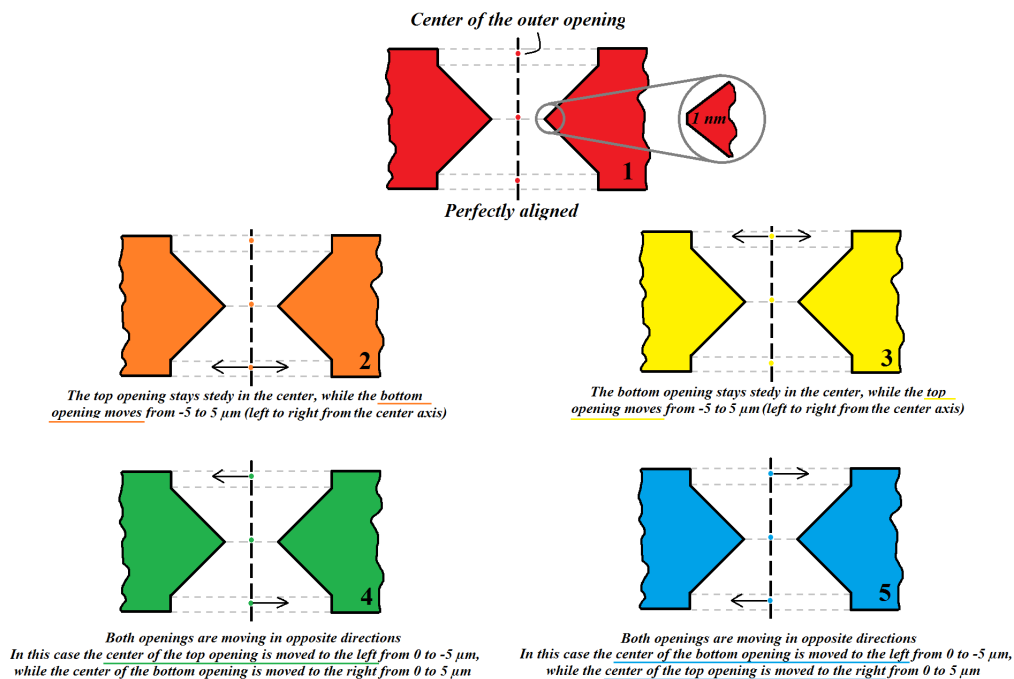 Center of the outer opening
1 nm
1
Perfectly aligned
2
The top opening stays stedy in the center, while the bottom
opening moves from -5 to 5 µm (left to right from the center axis)
3
The bottom opening stays stedy in the center, while the top
opening moves from -5 to 5 µm (left to right from the center axis)
4
Both openings are moving in opposite directions
In this case the center of the top opening is moved to the left from 0 to -5 µm,
while the center of the bottom opening is moved to the right from 0 to 5 µm
5
Both openings are moving in opposite directions
In this case the center of the bottom opening is moved to the left from 0 to -5 µm,
while the center of the top opening is moved to the right from 0 to 5 µm